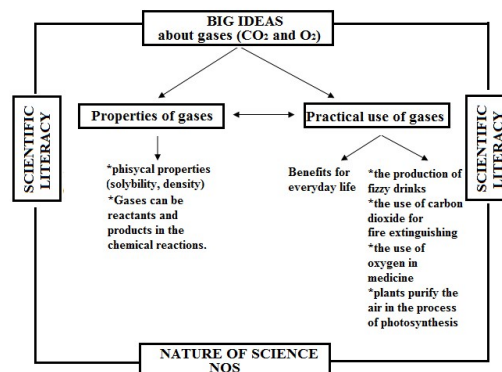 BIG IDEAS
about gases (CO₂ and O₂)
SCIENTIFIC
LITERACY
Properties of gases
Practical use of gases
SCIENTIFIC
LITERACY
*phisycal properties
(solybility, density)
*Gases can be
reactants and
products in the
chemical reactions.
Benefits for
everyday life
*the production of
fizzy drinks
*the use of carbon
dioxide for
fire extinguishing
*the use of
oxygen in
medicine
*plants purify the
air in the process
of photosynthesis
NATURE OF SCIENCE
NOS